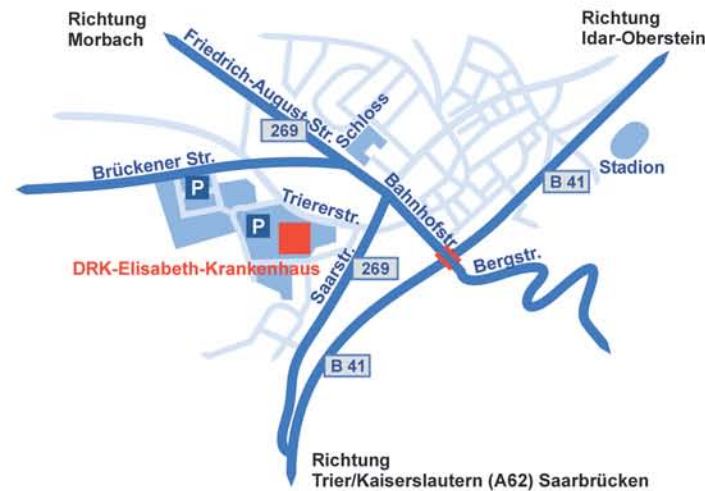 Richtung
Morbach
Richtung
Idar-Oberstein
Friedrich-August-Str.
Schloss
269
Stadion
Brückener Str.
B 41
P
Triererstr.
Bahnhofstr.
P
DRK-Elisabeth-Krankenhaus
Saarstr.
269
Bergstr.
B 41
Richtung
Trier/Kaiserslautern (A62) Saarbrücken